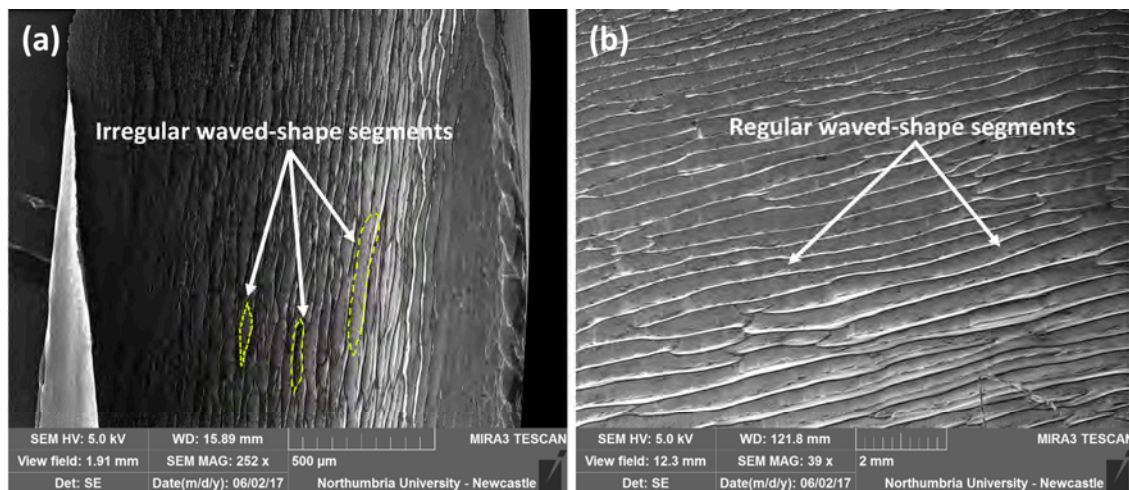 (a)
Irregular waved-shape segments
SEM HV: 5.0 kV WD: 15.89 mm MIRA3 TESCAN
View field: 1.91 mm SEM MAG: 252 x 500 µm
Det: SE Date(m/d/y): 06/02/17 Northumbria University - Newcastle
(b)
Regular waved-shape segments
SEM HV: 5.0 kV WD: 121.8 mm MIRA3 TESCAN
View field: 12.3 mm SEM MAG: 39 x 2 mm
Det: SE Date(m/d/y): 06/02/17 Northumbria University - Newcastle